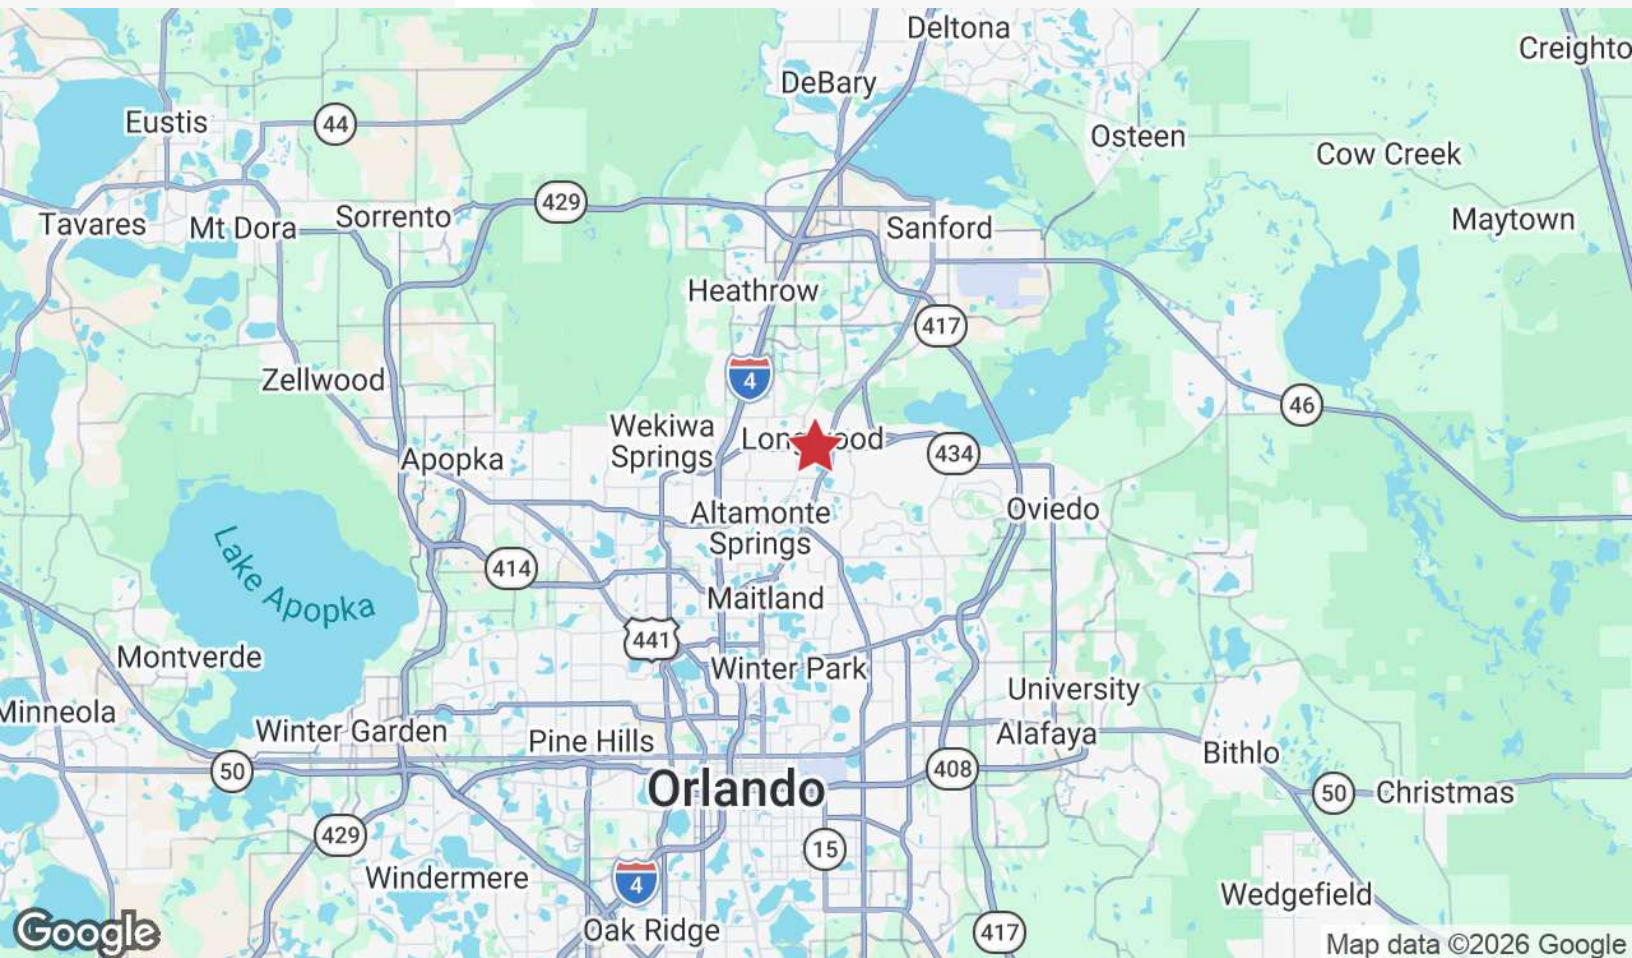 Deltona
Creighto
DeBary
Eustis
44
Osteen
Cow Creek
429
Sorrento
Tavares
Mt Dora
Sanford
Maytown
Heathrow
417
4
Zellwood
46
Wekiwa
Springs
Longwood
434
Apopka
Altamonte
Springs
Oviedo
414
Lake Apopka
Maitland
441
Montverde
Winter Park
University
Minneola
Winter Garden
Pine Hills
Alafaya
Bithlo
50
408
Orlando
50
Christmas
429
15
Windermere
4
Wedgefield
Oak Ridge
417
Google
Map data ©2026 Google